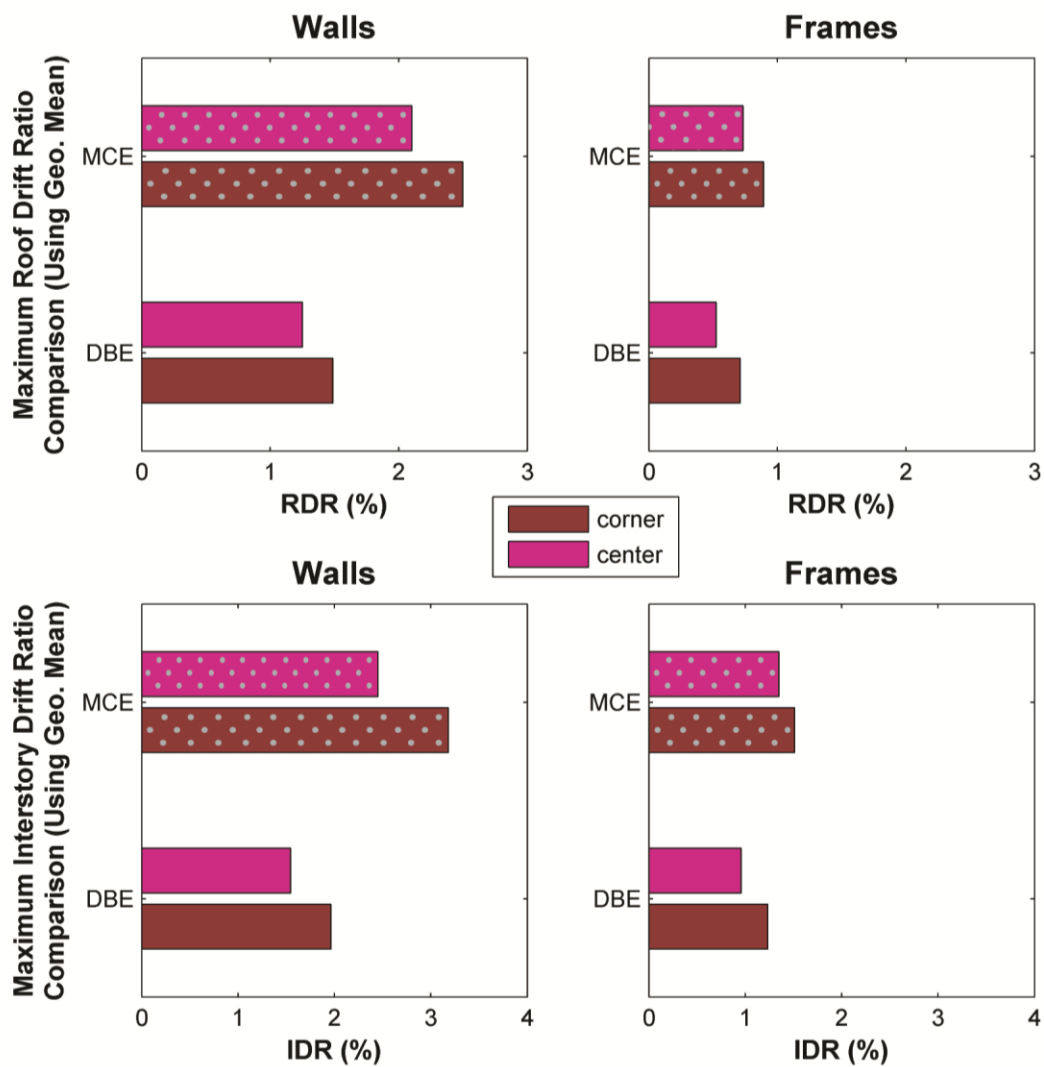 Walls
Frames
Maximum Roof Drift Ratio
Comparison (Using Geo. Mean)
MCE
DBE
0 1 2 3
RDR (%)
MCE
DBE
0 1 2 3
RDR (%)
corner
center
Walls
Frames
Maximum Interstory Drift Ratio
Comparison (Using Geo. Mean)
MCE
DBE
0 1 2 3 4
IDR (%)
MCE
DBE
0 1 2 3 4
IDR (%)